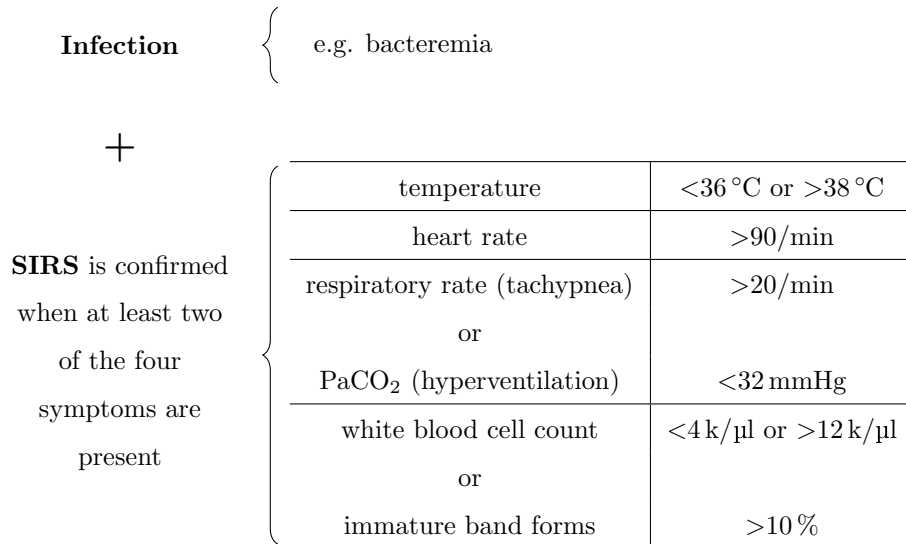 Infection
e.g. bacteremia
+
SIRS is confirmed
when at least two
of the four
symptoms are
present
temperature <36 °C or >38 °C
heart rate >90/min
respiratory rate (tachypnea) >20/min
or
PaCO₂ (hyperventilation) <32 mmHg
white blood cell count <4 k/µl or >12 k/µl
or
immature band forms >10 %